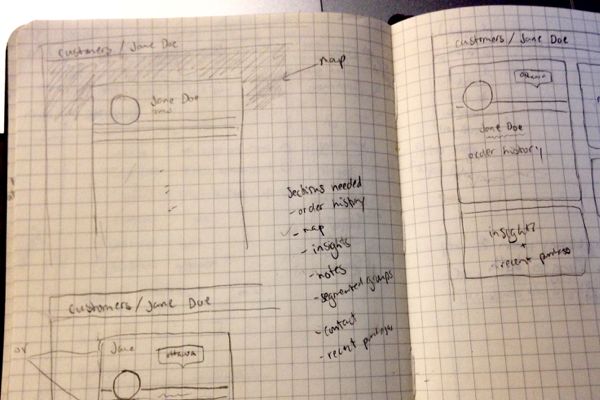 customers / Jane Doe
map
Jane Doe
email
Sections needed
- order history
- map
- insights
- notes
- segmented groups
- contact
- recent purchases
customers / Jane Doe
or
Jane
ottawa
customers / Jane Doe
ottawa
Jane Doe
order history
insights
+
recent purchases